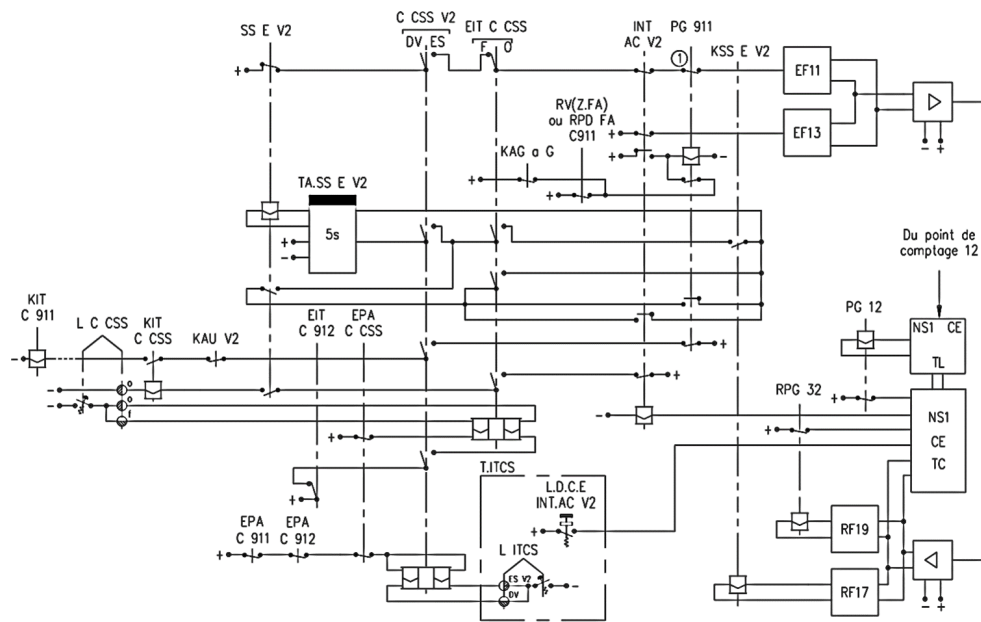 C CSS V2
EIT C CSS
INT
AC V2
PG 911
SS E V2
DV ES
F O
KSS E V2
1
+
EF11
RV(Z.FA)
ou RPD FA
C911
+
EF13
- +
+
-
KAG a G
+
+
TA.SS E V2
5s
+
-
Du point de
comptage 12
KIT
C 911
L C CSS
KIT
C CSS
KAU V2
EIT
C 912
EPA
C CSS
PG 12
NS1 CE
TL
-
+
-
o
+
-
o
f
RPG 32
+
-
NS1
+
+
CE
TC
T.ITCS
L.D.C.E
INT.AC V2
+
+
EPA
C 911
EPA
C 912
RF19
+
L ITCS
ES V2
-
DV
RF17
- +